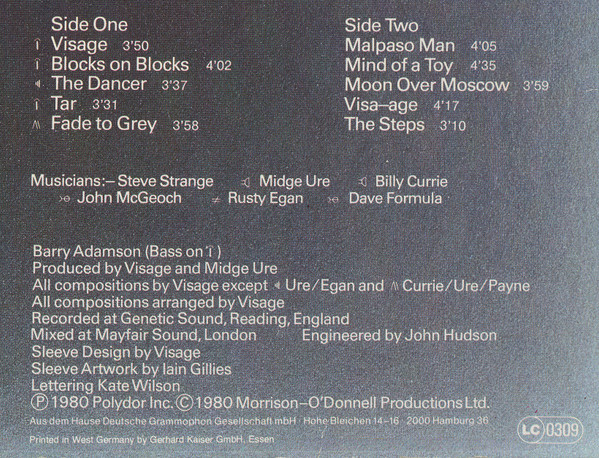 Side One
Visage 3'50
Blocks on Blocks 4'02
The Dancer 3'37
Tar 3'31
Fade to Grey 3'58
Side Two
Malpaso Man 4'05
Mind of a Toy 4'35
Moon Over Moscow 3'59
Visa–age 4'17
The Steps 3'10
Musicians:– Steve Strange Midge Ure Billy Currie
John McGeoch Rusty Egan Dave Formula
Barry Adamson (Bass on î)
Produced by Visage and Midge Ure
All compositions by Visage except Ure/Egan and Currie/Ure/Payne
All compositions arranged by Visage
Recorded at Genetic Sound, Reading, England
Mixed at Mayfair Sound, London Engineered by John Hudson
Sleeve Design by Visage
Sleeve Artwork by Iain Gillies
Lettering Kate Wilson
Ⓟ 1980 Polydor Inc. © 1980 Morrison–O'Donnell Productions Ltd.
Aus dem Hause Deutsche Grammophon Gesellschaft mbH · Hohe Bleichen 14–16 · 2000 Hamburg 36
Printed in West Germany by Gerhard Kaiser GmbH, Essen
LC 0309